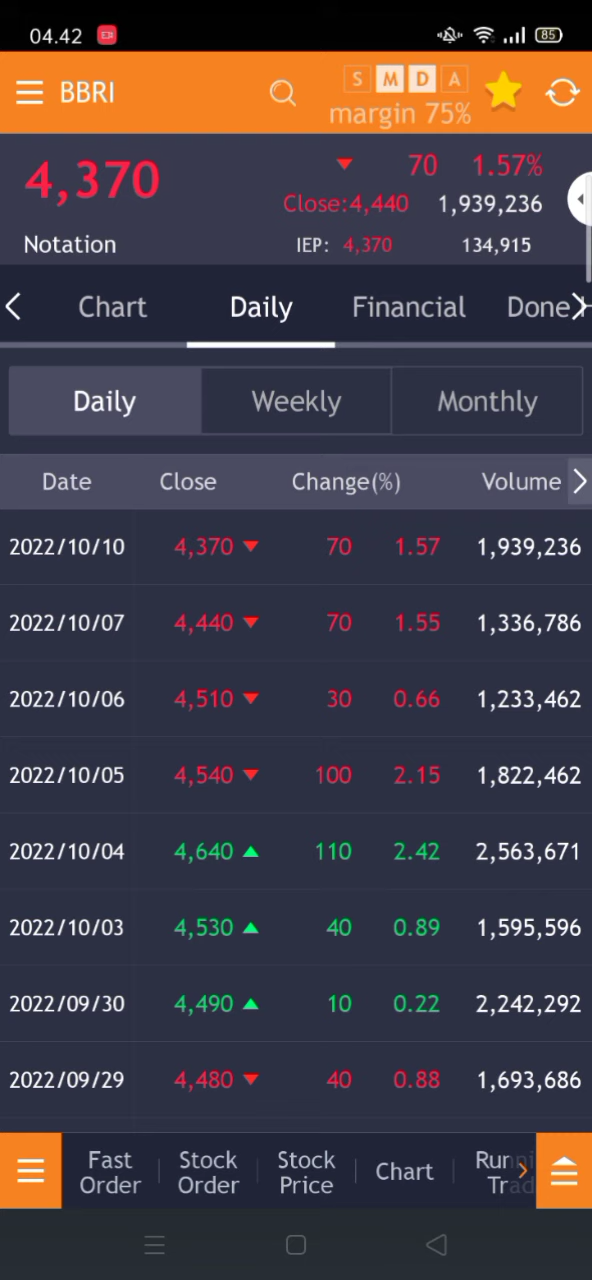 04.42 85
BBRI S M D A
margin 75%
4,370 ▼ 70 1.57%
Close:4,440 1,939,236
Notation IEP: 4,370 134,915
Chart Daily Financial Done
Daily Weekly Monthly
Date Close Change(%) Volume
2022/10/10 4,370 ▼ 70 1.57 1,939,236
2022/10/07 4,440 ▼ 70 1.55 1,336,786
2022/10/06 4,510 ▼ 30 0.66 1,233,462
2022/10/05 4,540 ▼ 100 2.15 1,822,462
2022/10/04 4,640 ▲ 110 2.42 2,563,671
2022/10/03 4,530 ▲ 40 0.89 1,595,596
2022/09/30 4,490 ▲ 10 0.22 2,242,292
2022/09/29 4,480 ▼ 40 0.88 1,693,686
Fast Order
Stock Order
Stock Price
Chart